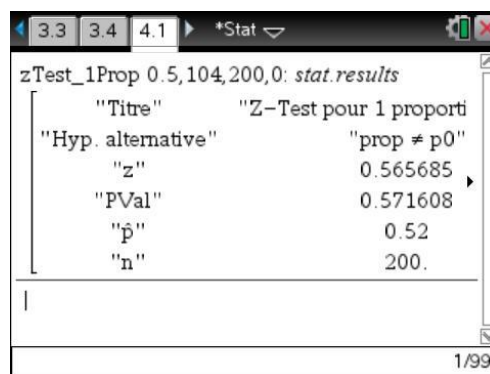 3.3 3.4 4.1 *Stat
zTest_1Prop 0.5,104,200,0: stat.results
"Titre" "Z−Test pour 1 proporti
"Hyp. alternative" "prop ≠ p0"
"z" 0.565685
"PVal" 0.571608
"p̂" 0.52
"n" 200.
1/99